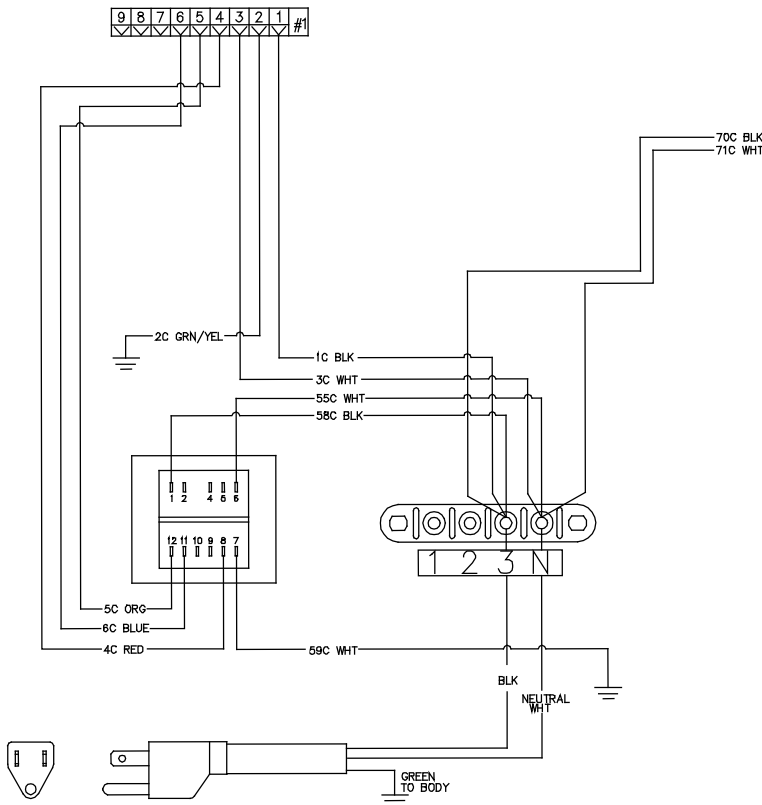 9 8 7 6 5 4 3 2 1 #1
70C BLK
71C WHT
2C GRN/YEL
1C BLK
3C WHT
55C WHT
58C BLK
1 2 4 5 6
12 11 10 9 8 7
1 2 3 N
5C ORG
6C BLUE
4C RED
59C WHT
BLK
NEUTRAL
WHT
GREEN
TO BODY